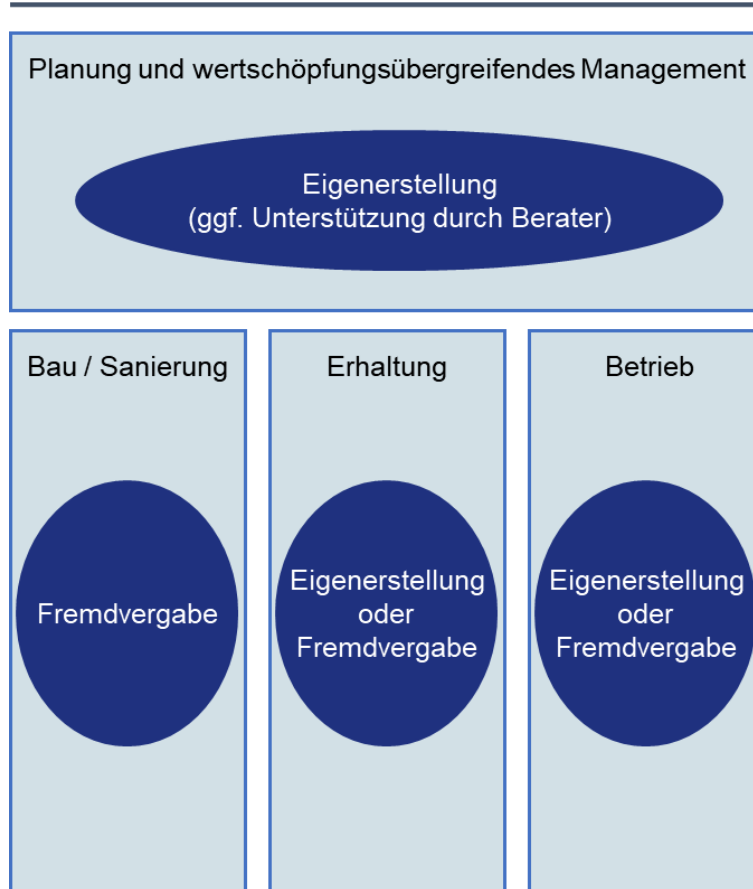 Planung und wertschöpfungsübergreifendes Management
Eigenerstellung
(ggf. Unterstützung durch Berater)
Bau / Sanierung
Fremdvergabe
Erhaltung
Eigenerstellung
oder
Fremdvergabe
Betrieb
Eigenerstellung
oder
Fremdvergabe